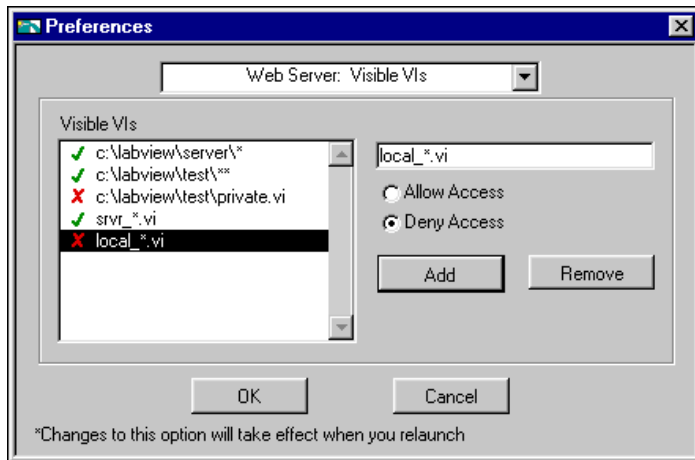 Preferences
Web Server: Visible VIs
Visible VIs
c:\labview\server\*
c:\labview\test\**
c:\labview\test\private.vi
srvr_*.vi
local_*.vi
local_*.vi
Allow Access
Deny Access
Add
Remove
OK
Cancel
*Changes to this option will take effect when you relaunch